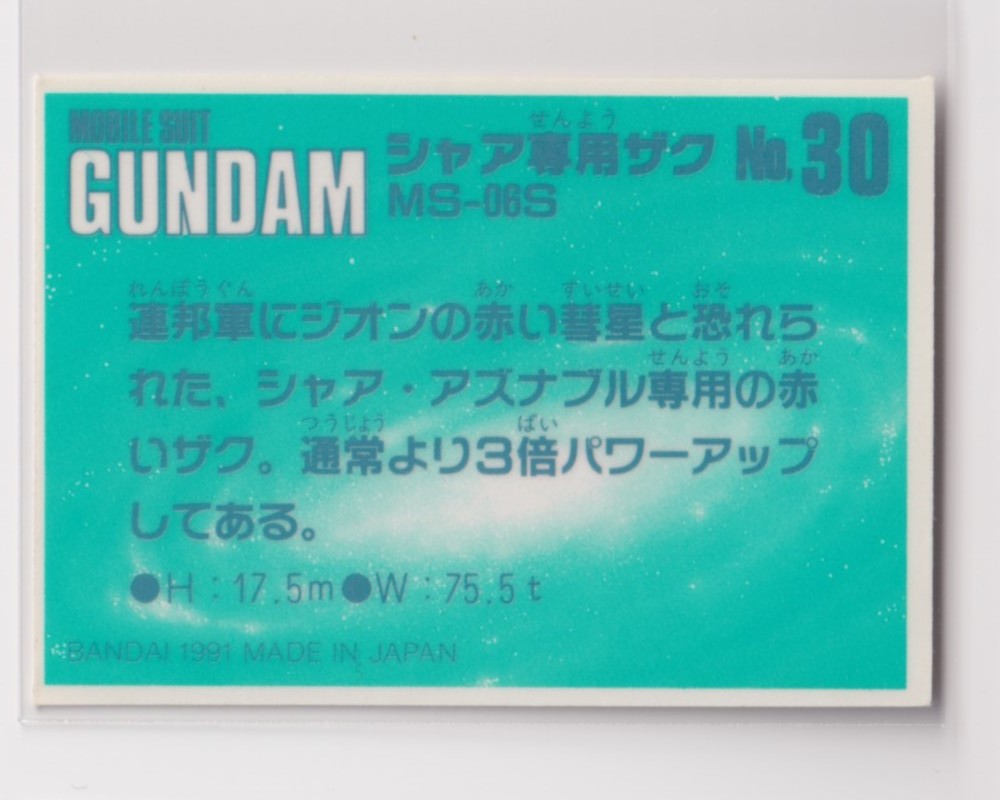 MOBILE SUIT
GUNDAM
せんよう
シャア専用ザク No.30
MS-06S
れんぽうぐん あか すいせい おそ
連邦軍にジオンの赤い彗星と恐れら
せんよう あか
れた、シャア・アズナブル専用の赤
つうじょう ばい
いザク。通常より3倍パワーアップ
してある。
●H：17.5m●W：75.5t
BANDAI 1991 MADE IN JAPAN